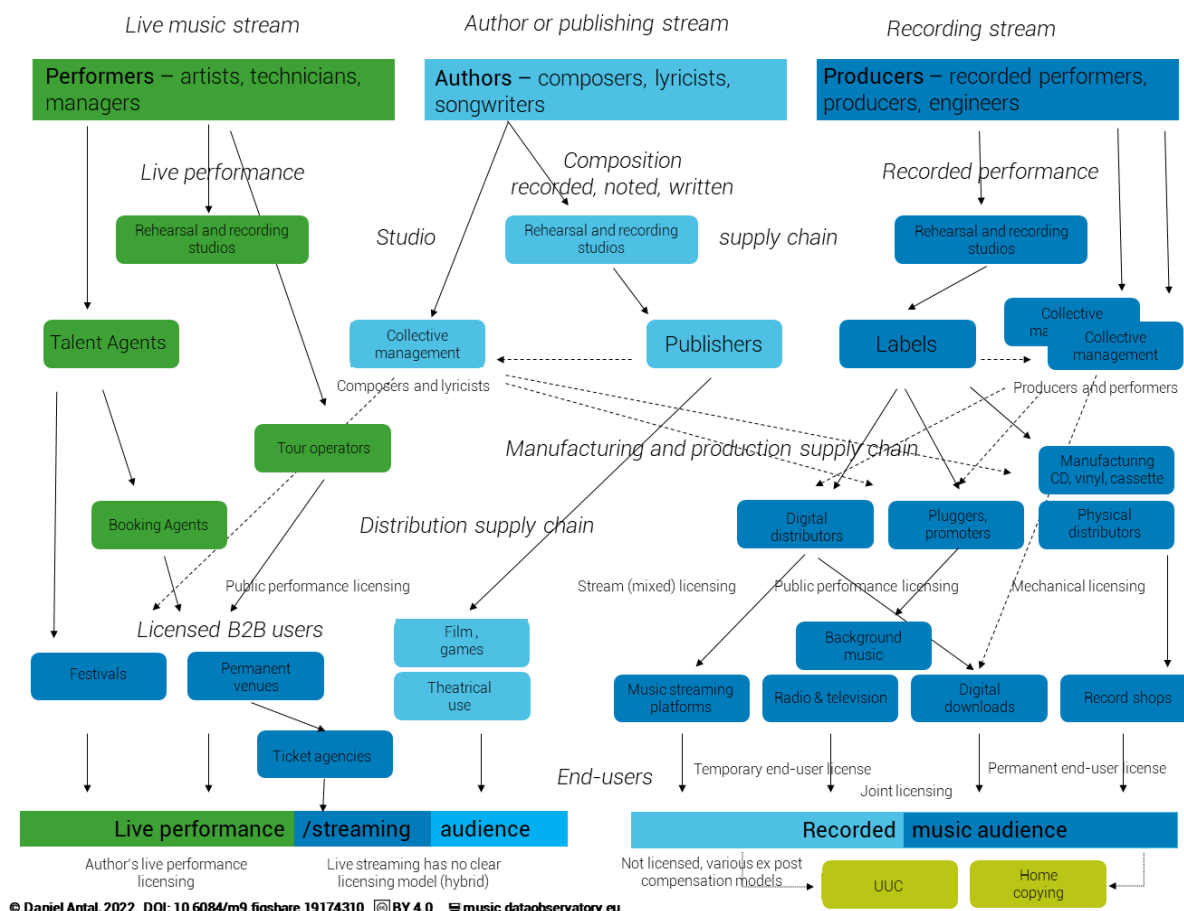 Live music stream
Author or publishing stream
Recording stream
Performers – artists, technicians,
managers
Authors – composers, lyricists,
songwriters
Producers – recorded performers,
producers, engineers
Live performance
Composition
recorded, noted, written
Recorded performance
Rehearsal and recording
studios
Studio
Rehearsal and recording
studios
supply chain
Rehearsal and recording
studios
Talent Agents
Collective
management
Publishers
Labels
Collective
Collective
management
Composers and lyricists
Producers and performers
Tour operators
Manufacturing and production supply chain
Manufacturing
CD, vinyl, cassette
Booking Agents
Distribution supply chain
Digital
distributors
Pluggers,
promoters
Physical
distributors
Public performance licensing
Stream (mixed) licensing
Public performance licensing
Mechanical licensing
Licensed B2B users
Film ,
games
Background
music
Festivals
Permanent
venues
Theatrical
use
Music streaming
platforms
Radio & television
Digital
downloads
Record shops
Ticket agencies
End-users
Temporary end-user license
Permanent end-user license
Joint licensing
Live performance /streaming audience
Recorded music audience
Author's live performance
licensing
Live streaming has no clear
licensing model (hybrid)
Not licensed, various ex post
compensation models
UUC
Home
copying
© Daniel Antal, 2022. DOI: 10.6084/m9.figshare.19174310 cc BY 4.0 music.dataobservatory.eu